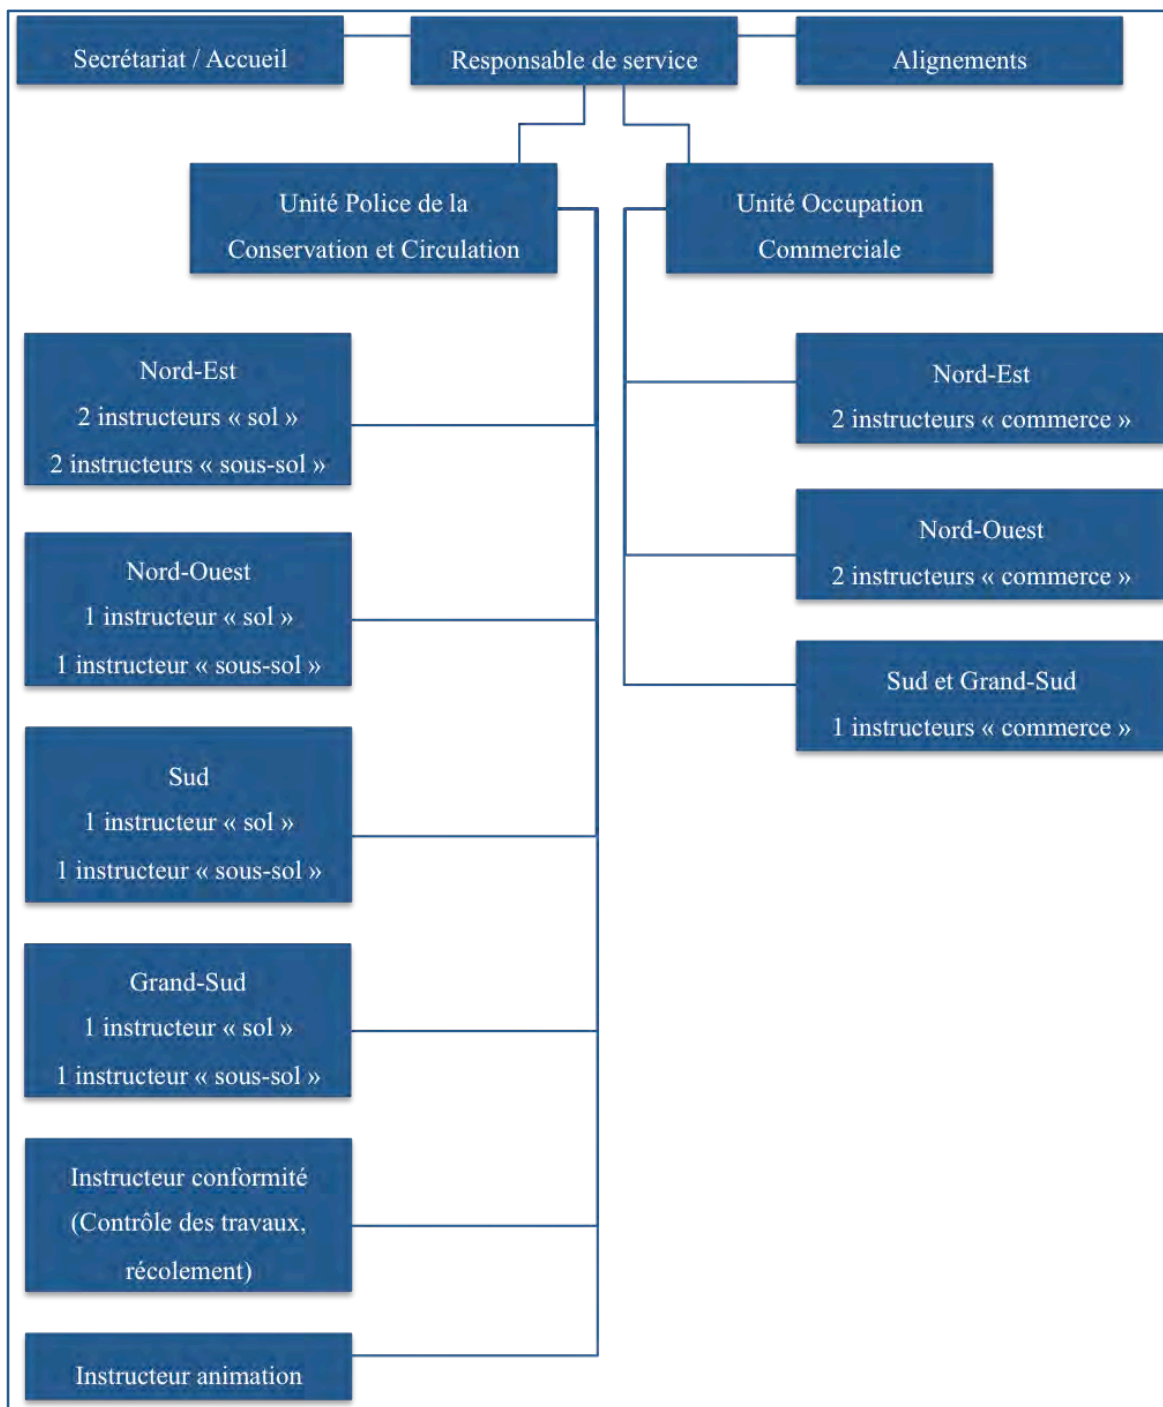 Secrétariat / Accueil
Responsable de service
Alignements
Unité Police de la
Conservation et Circulation
Unité Occupation
Commerciale
Nord-Est
2 instructeurs « sol »
2 instructeurs « sous-sol »
Nord-Ouest
1 instructeur « sol »
1 instructeur « sous-sol »
Sud
1 instructeur « sol »
1 instructeur « sous-sol »
Grand-Sud
1 instructeur « sol »
1 instructeur « sous-sol »
Instructeur conformité
(Contrôle des travaux,
récolement)
Instructeur animation
Nord-Est
2 instructeurs « commerce »
Nord-Ouest
2 instructeurs « commerce »
Sud et Grand-Sud
1 instructeurs « commerce »